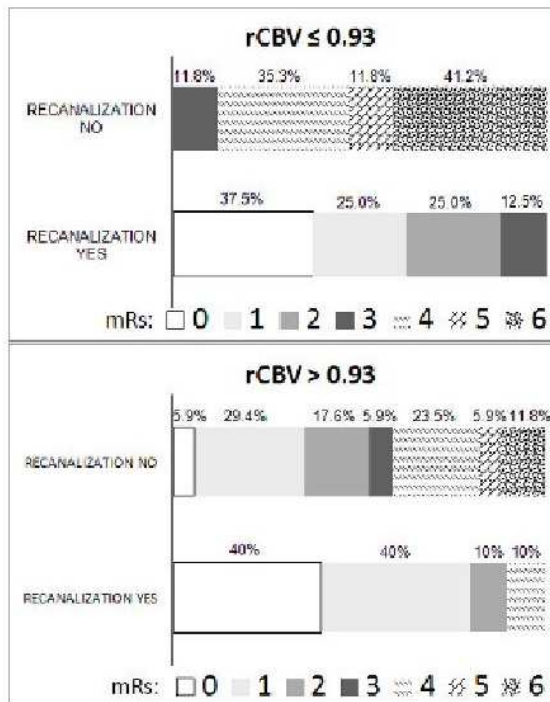 rCBV ≤ 0.93
11.8% 35.3% 11.8% 41.2%
RECANALIZATION
NO
37.5% 25.0% 25.0% 12.5%
RECANALIZATION
YES
mRs: 0 1 2 3 4 5 6
rCBV > 0.93
5.9% 29.4% 17.6% 5.9% 23.5% 5.9% 11.8%
RECANALIZATION NO
40% 40% 10% 10%
RECANALIZATION YES
mRs: 0 1 2 3 4 5 6